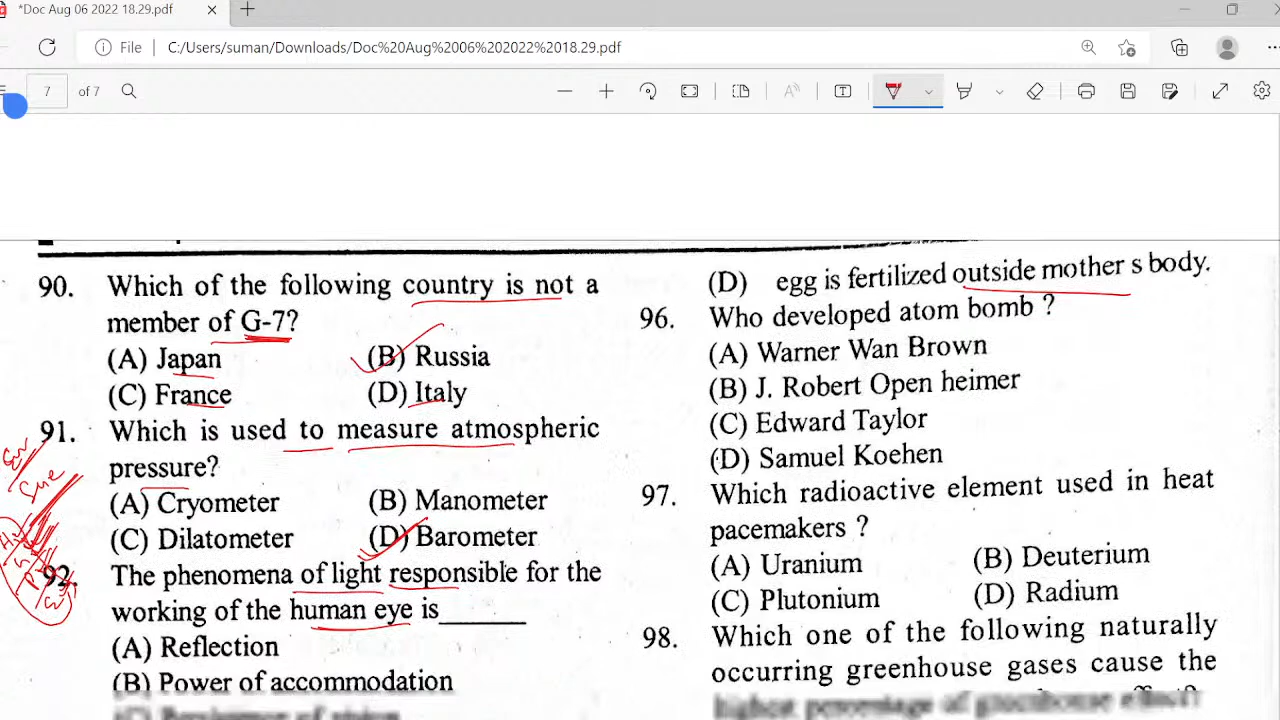 *Doc Aug 06 2022 18.29.pdf
File
C:/Users/suman/Downloads/Doc%20Aug%2006%202022%2018.29.pdf
7 of 7
90. Which of the following country is not a
member of G-7?
(A) Japan (B) Russia
(C) France (D) Italy
91. Which is used to measure atmospheric
pressure?
(A) Cryometer (B) Manometer
(C) Dilatometer (D) Barometer
92. The phenomena of light responsible for the
working of the human eye is______
(A) Reflection
(B) Power of accommodation
(D) egg is fertilized outside mother s body.
96. Who developed atom bomb ?
(A) Warner Wan Brown
(B) J. Robert Open heimer
(C) Edward Taylor
(D) Samuel Koehen
97. Which radioactive element used in heat
pacemakers ?
(A) Uranium (B) Deuterium
(C) Plutonium (D) Radium
98. Which one of the following naturally
occurring greenhouse gases cause the